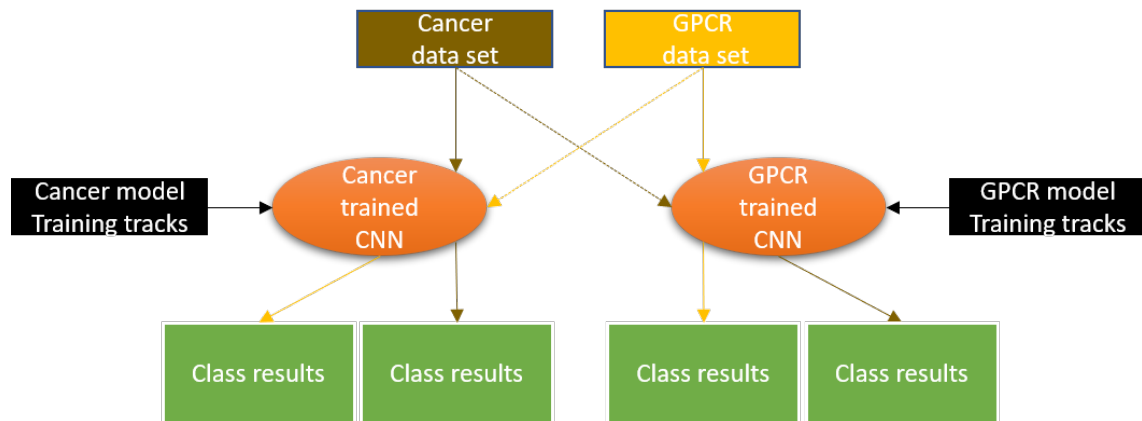 Cancer
data set
GPCR
data set
Cancer model
Training tracks
Cancer
trained
CNN
GPCR
trained
CNN
GPCR model
Training tracks
Class results
Class results
Class results
Class results